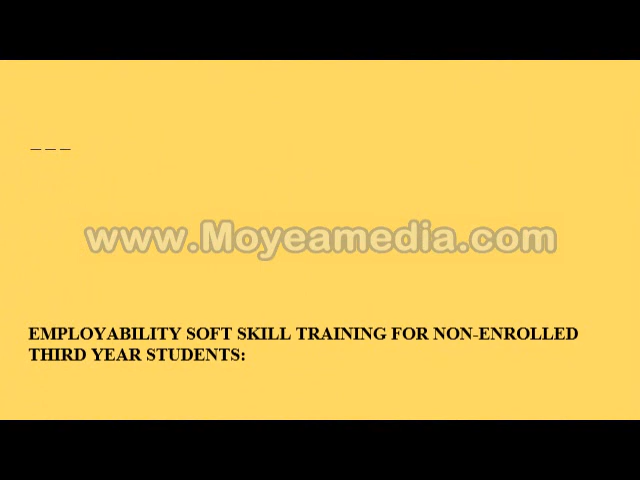 ———
www.Moyeamedia.com
EMPLOYABILITY SOFT SKILL TRAINING FOR NON-ENROLLED
THIRD YEAR STUDENTS: